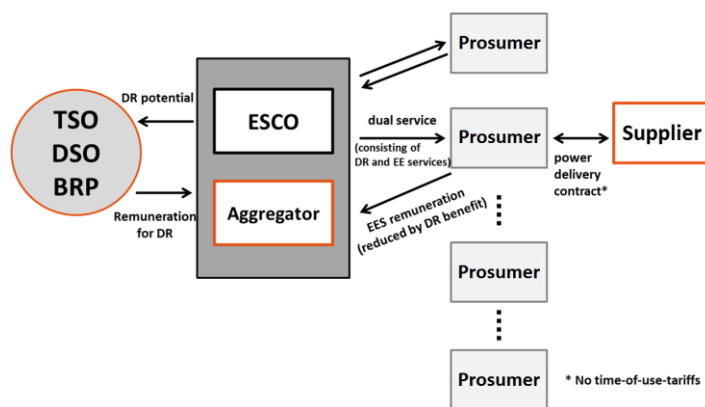 TSO
DSO
BRP
DR potential
Remuneration
for DR
ESCO
Aggregator
dual service
(consisting of
DR and EE services)
EES remuneration
(reduced by DR benefit)
Prosumer
Prosumer
Prosumer
Prosumer
power
delivery
contract*
Supplier
* No time-of-use-tariffs